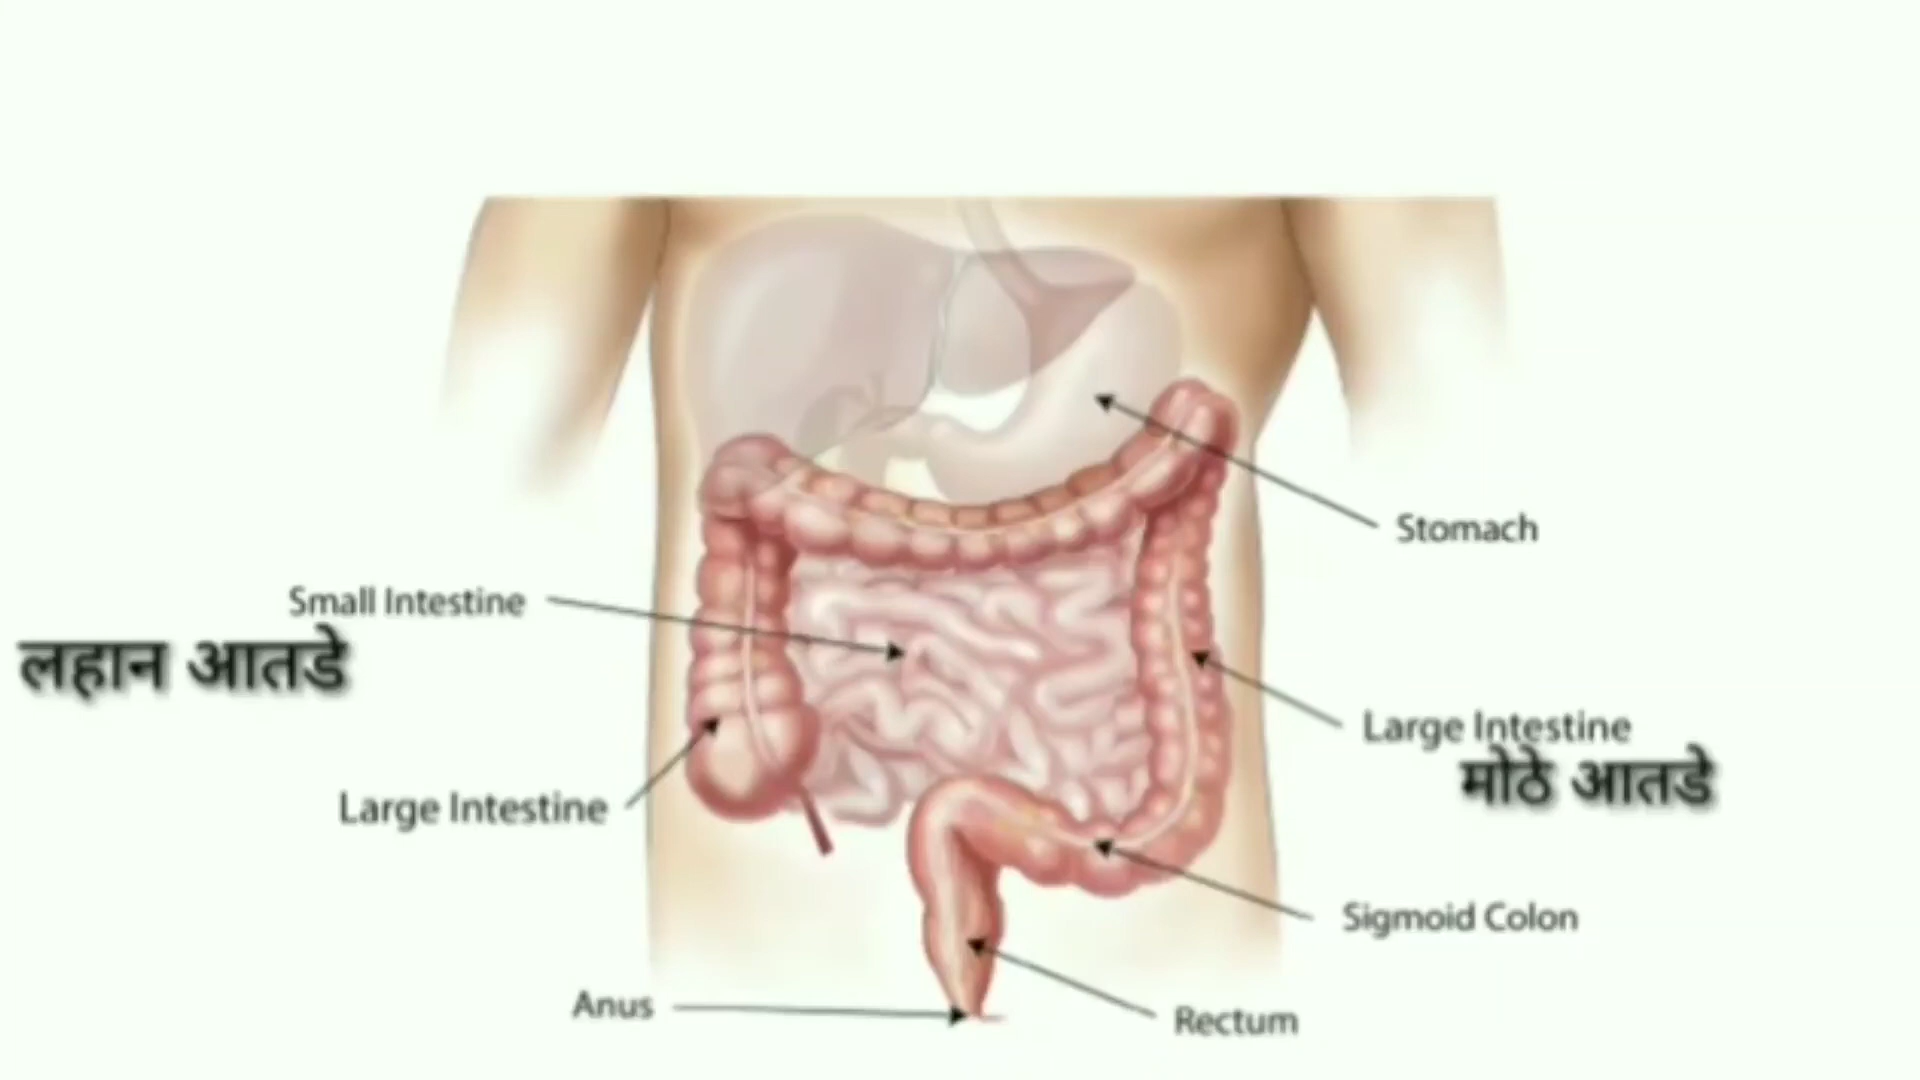 Stomach
Small Intestine
लहान आतडे
Large Intestine
मोठे आतडे
Large Intestine
Sigmoid Colon
Anus
Rectum